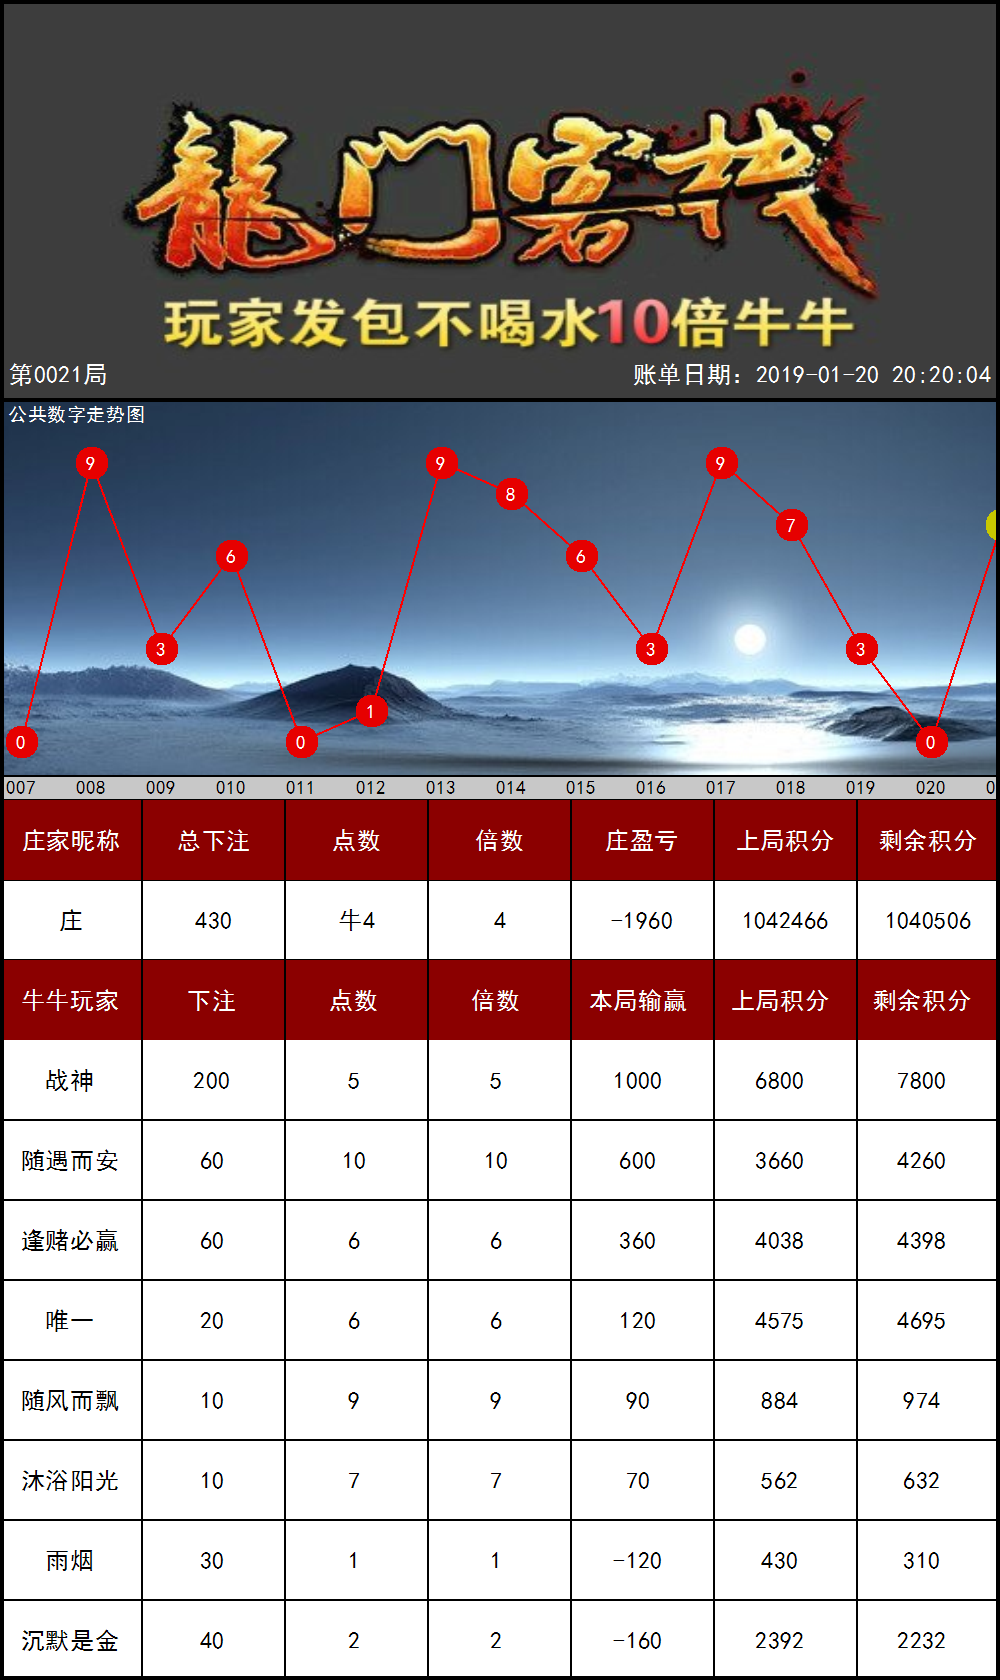 龍门客栈
玩家发包不喝水10倍牛牛
第0021局 账单日期：2019-01-20 20:20:04
公共数字走势图
0 9 3 6 0 1 9 8 6 3 9 7 3 0
007 008 009 010 011 012 013 014 015 016 017 018 019 020
庄家昵称 总下注 点数 倍数 庄盈亏 上局积分 剩余积分
庄 430 牛4 4 -1960 1042466 1040506
牛牛玩家 下注 点数 倍数 本局输赢 上局积分 剩余积分
战神 200 5 5 1000 6800 7800
随遇而安 60 10 10 600 3660 4260
逢赌必赢 60 6 6 360 4038 4398
唯一 20 6 6 120 4575 4695
随风而飘 10 9 9 90 884 974
沐浴阳光 10 7 7 70 562 632
雨烟 30 1 1 -120 430 310
沉默是金 40 2 2 -160 2392 2232